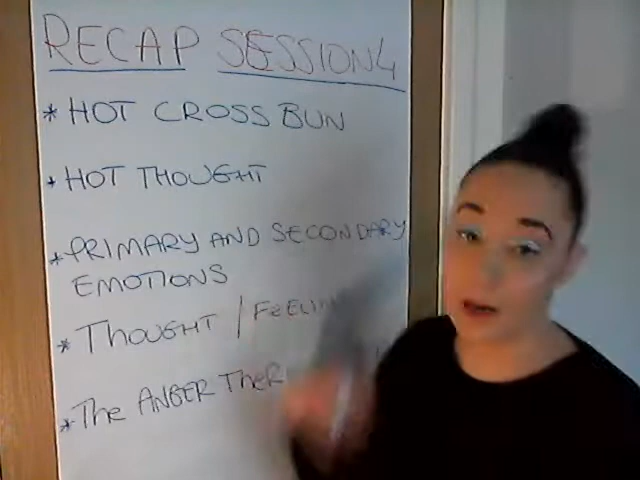 RECAP SESSION 4
* HOT CROSS BUN
* HOT THOUGHT
* PRIMARY AND SECONDARY
EMOTIONS
* THOUGHT /
* The ANGER